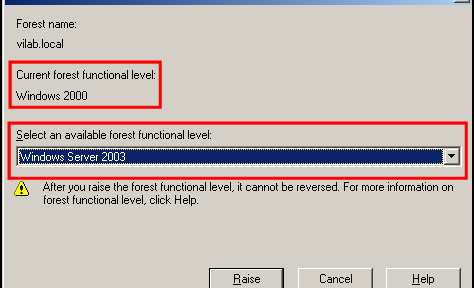 Forest name:
vilab.local
Current forest functional level:
Windows 2000
Select an available forest functional level:
Windows Server 2003
After you raise the forest functional level, it cannot be reversed. For more information on
forest functional level, click Help.
Raise Cancel Help